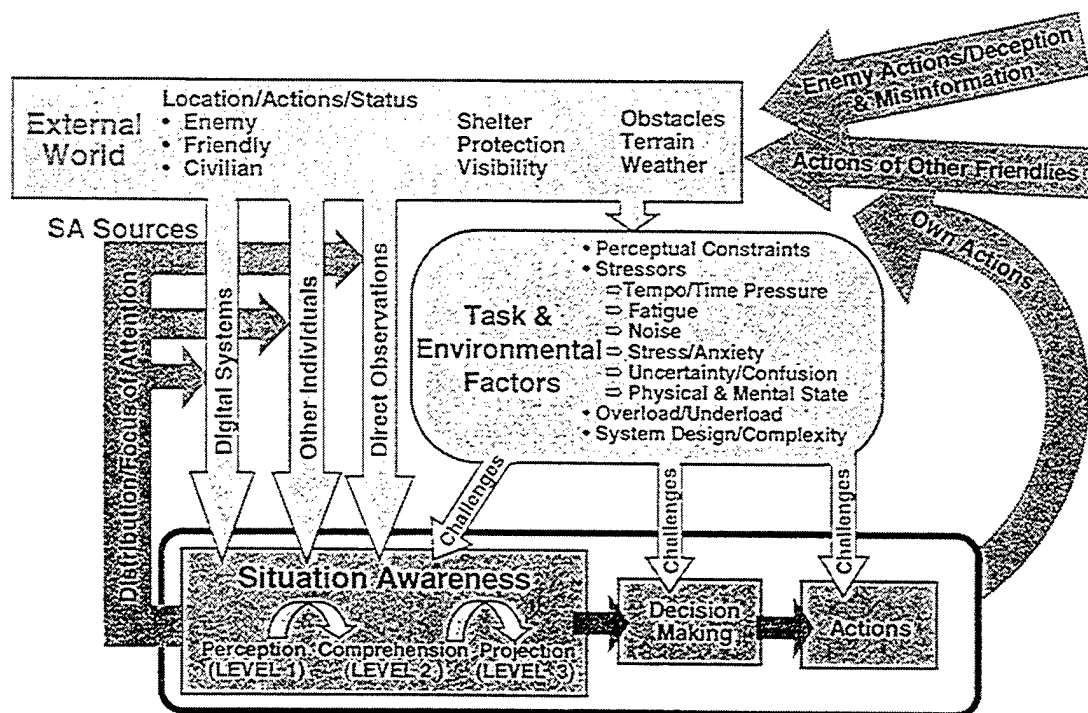 Enemy Actions/Deception
& Misinformation
Actions of Other Friendlies
Own Actions
External
World
Location/Actions/Status
• Enemy
• Friendly
• Civilian
Shelter
Protection
Visibility
Obstacles
Terrain
Weather
SA Sources
Distribution/Focus of Attention
Digital Systems
Other Individuals
Direct Observations
Task &
Environmental
Factors
• Perceptual Constraints
• Stressors
⇨Tempo/Time Pressure
⇨ Fatigue
⇨ Noise
⇨ Stress/Anxiety
⇨ Uncertainty/Confusion
⇨ Physical & Mental State
• Overload/Underload
• System Design/Complexity
Challenges
Challenges
Challenges
Situation Awareness
Perception
(LEVEL 1)
Comprehension
(LEVEL 2)
Projection
(LEVEL 3)
Decision
Making
Actions